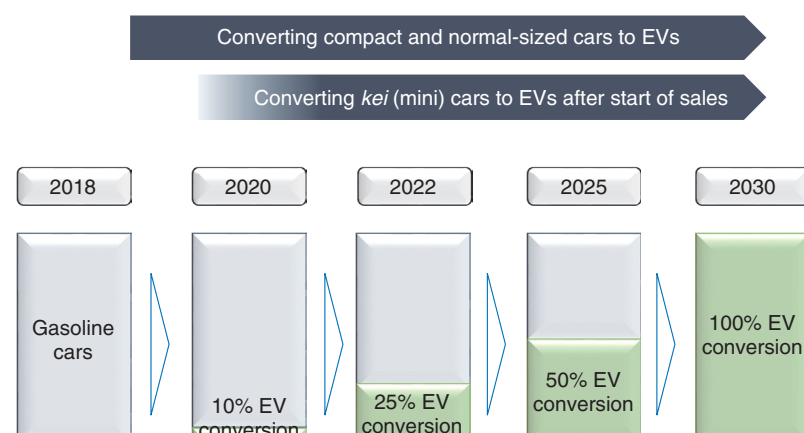 Converting compact and normal-sized cars to EVs
Converting kei (mini) cars to EVs after start of sales
2018
2020
2022
2025
2030
Gasoline
cars
10% EV
conversion
25% EV
conversion
50% EV
conversion
100% EV
conversion